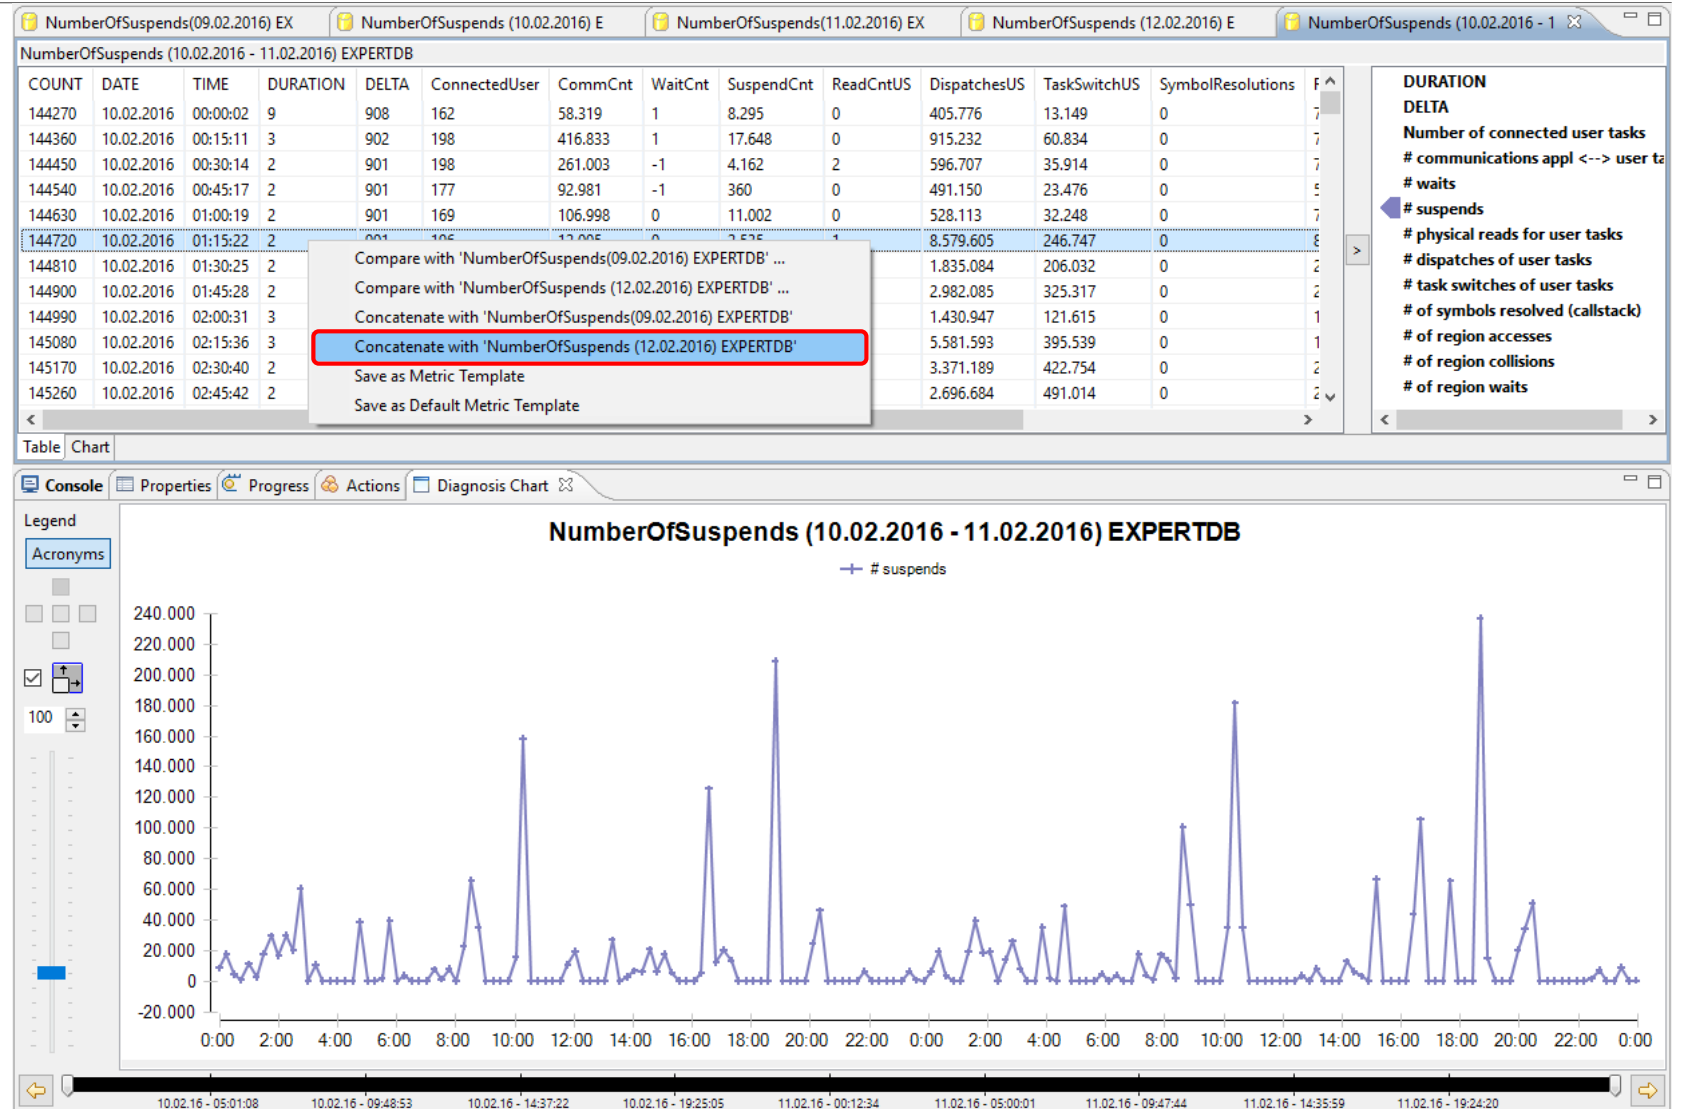 NumberOfSuspends(09.02.2016) EX NumberOfSuspends (10.02.2016) E NumberOfSuspends(11.02.2016) EX NumberOfSuspends (12.02.2016) E NumberOfSuspends (10.02.2016 - 1
NumberOfSuspends (10.02.2016 - 11.02.2016) EXPERTDB
COUNT DATE TIME DURATION DELTA ConnectedUser CommCnt WaitCnt SuspendCnt ReadCntUS DispatchesUS TaskSwitchUS SymbolResolutions
144270 10.02.2016 00:00:02 9 908 162 58.319 1 8.295 0 405.776 13.149 0 7
144360 10.02.2016 00:15:11 3 902 198 416.833 1 17.648 0 915.232 60.834 0 7
144450 10.02.2016 00:30:14 2 901 198 261.003 -1 4.162 2 596.707 35.914 0 7
144540 10.02.2016 00:45:17 2 901 177 92.981 -1 360 0 491.150 23.476 0 5
144630 10.02.2016 01:00:19 2 901 169 106.998 0 11.002 0 528.113 32.248 0 7
144720 10.02.2016 01:15:22 2 8.579.605 246.747 0 8
144810 10.02.2016 01:30:25 2 1.835.084 206.032 0 2
144900 10.02.2016 01:45:28 2 2.982.085 325.317 0 2
144990 10.02.2016 02:00:31 3 1.430.947 121.615 0 1
145080 10.02.2016 02:15:36 3 5.581.593 395.539 0 1
145170 10.02.2016 02:30:40 2 3.371.189 422.754 0 2
145260 10.02.2016 02:45:42 2 2.696.684 491.014 0 2
Compare with 'NumberOfSuspends(09.02.2016) EXPERTDB' ...
Compare with 'NumberOfSuspends (12.02.2016) EXPERTDB' ...
Concatenate with 'NumberOfSuspends(09.02.2016) EXPERTDB'
Concatenate with 'NumberOfSuspends (12.02.2016) EXPERTDB'
Save as Metric Template
Save as Default Metric Template
>
DURATION
DELTA
Number of connected user tasks
# communications appl <--> user ta
# waits
# suspends
# physical reads for user tasks
# dispatches of user tasks
# task switches of user tasks
# of symbols resolved (callstack)
# of region accesses
# of region collisions
# of region waits
Table Chart
Console Properties Progress Actions Diagnosis Chart
Legend
Acronyms
100
NumberOfSuspends (10.02.2016 - 11.02.2016) EXPERTDB
# suspends
240.000
220.000
200.000
180.000
160.000
140.000
120.000
100.000
80.000
60.000
40.000
20.000
0
-20.000
0:00 2:00 4:00 6:00 8:00 10:00 12:00 14:00 16:00 18:00 20:00 22:00 0:00 2:00 4:00 6:00 8:00 10:00 12:00 14:00 16:00 18:00 20:00 22:00 0:00
10.02.16 - 05:01:08 10.02.16 - 09:48:53 10.02.16 - 14:37:22 10.02.16 - 19:25:05 11.02.16 - 00:12:34 11.02.16 - 05:00:01 11.02.16 - 09:47:44 11.02.16 - 14:35:59 11.02.16 - 19:24:20